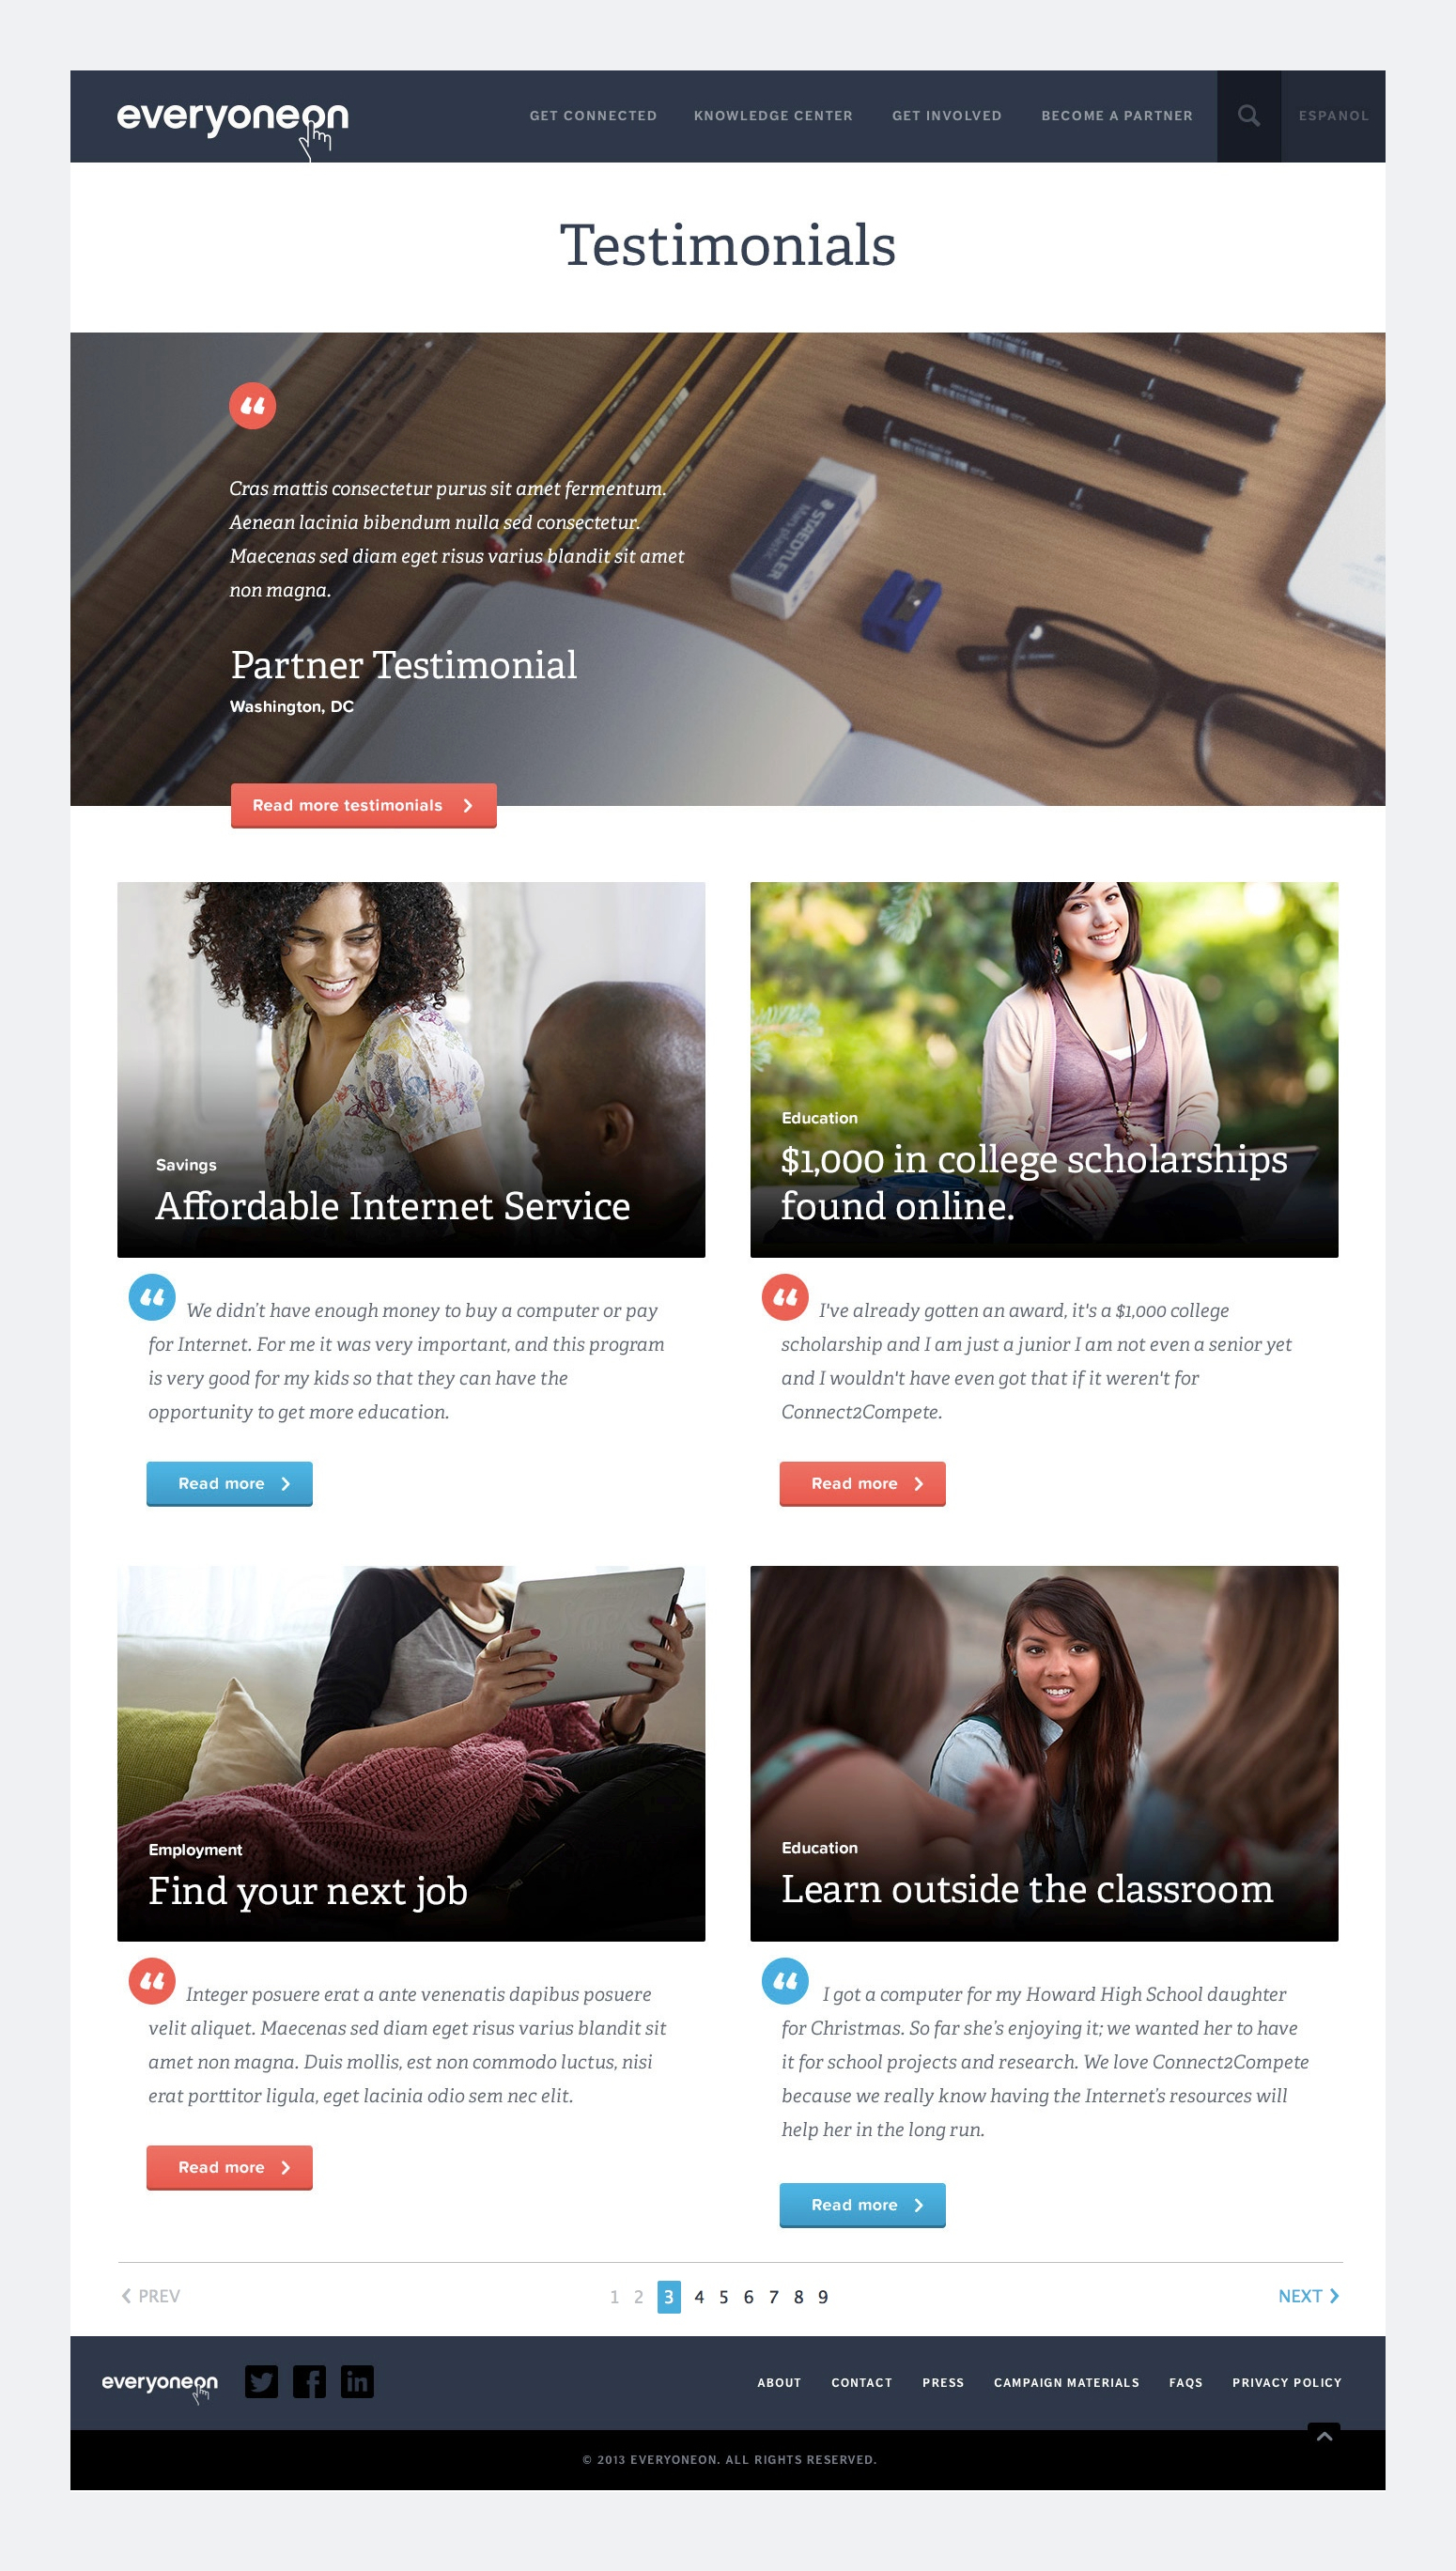 everyoneon
GET CONNECTED
KNOWLEDGE CENTER
GET INVOLVED
BECOME A PARTNER
ESPANOL
Testimonials
Cras mattis consectetur purus sit amet fermentum.
Aenean lacinia bibendum nulla sed consectetur.
Maecenas sed diam eget risus varius blandit sit amet
non magna.
STAEDTLER
Mars plastic
Partner Testimonial
Washington, DC
Read more testimonials
Savings
Affordable Internet Service
We didn’t have enough money to buy a computer or pay
for Internet. For me it was very important, and this program
is very good for my kids so that they can have the
opportunity to get more education.
Read more
Education
$1,000 in college scholarships
found online.
I've already gotten an award, it's a $1,000 college
scholarship and I am just a junior I am not even a senior yet
and I wouldn't have even got that if it weren't for
Connect2Compete.
Read more
Employment
Find your next job
Integer posuere erat a ante venenatis dapibus posuere
velit aliquet. Maecenas sed diam eget risus varius blandit sit
amet non magna. Duis mollis, est non commodo luctus, nisi
erat porttitor ligula, eget lacinia odio sem nec elit.
Read more
Education
Learn outside the classroom
I got a computer for my Howard High School daughter
for Christmas. So far she’s enjoying it; we wanted her to have
it for school projects and research. We love Connect2Compete
because we really know having the Internet’s resources will
help her in the long run.
Read more
PREV
1 2 3 4 5 6 7 8 9
NEXT
everyoneon
in
ABOUT
CONTACT
PRESS
CAMPAIGN MATERIALS
FAQS
PRIVACY POLICY
© 2013 EVERYONEON. ALL RIGHTS RESERVED.